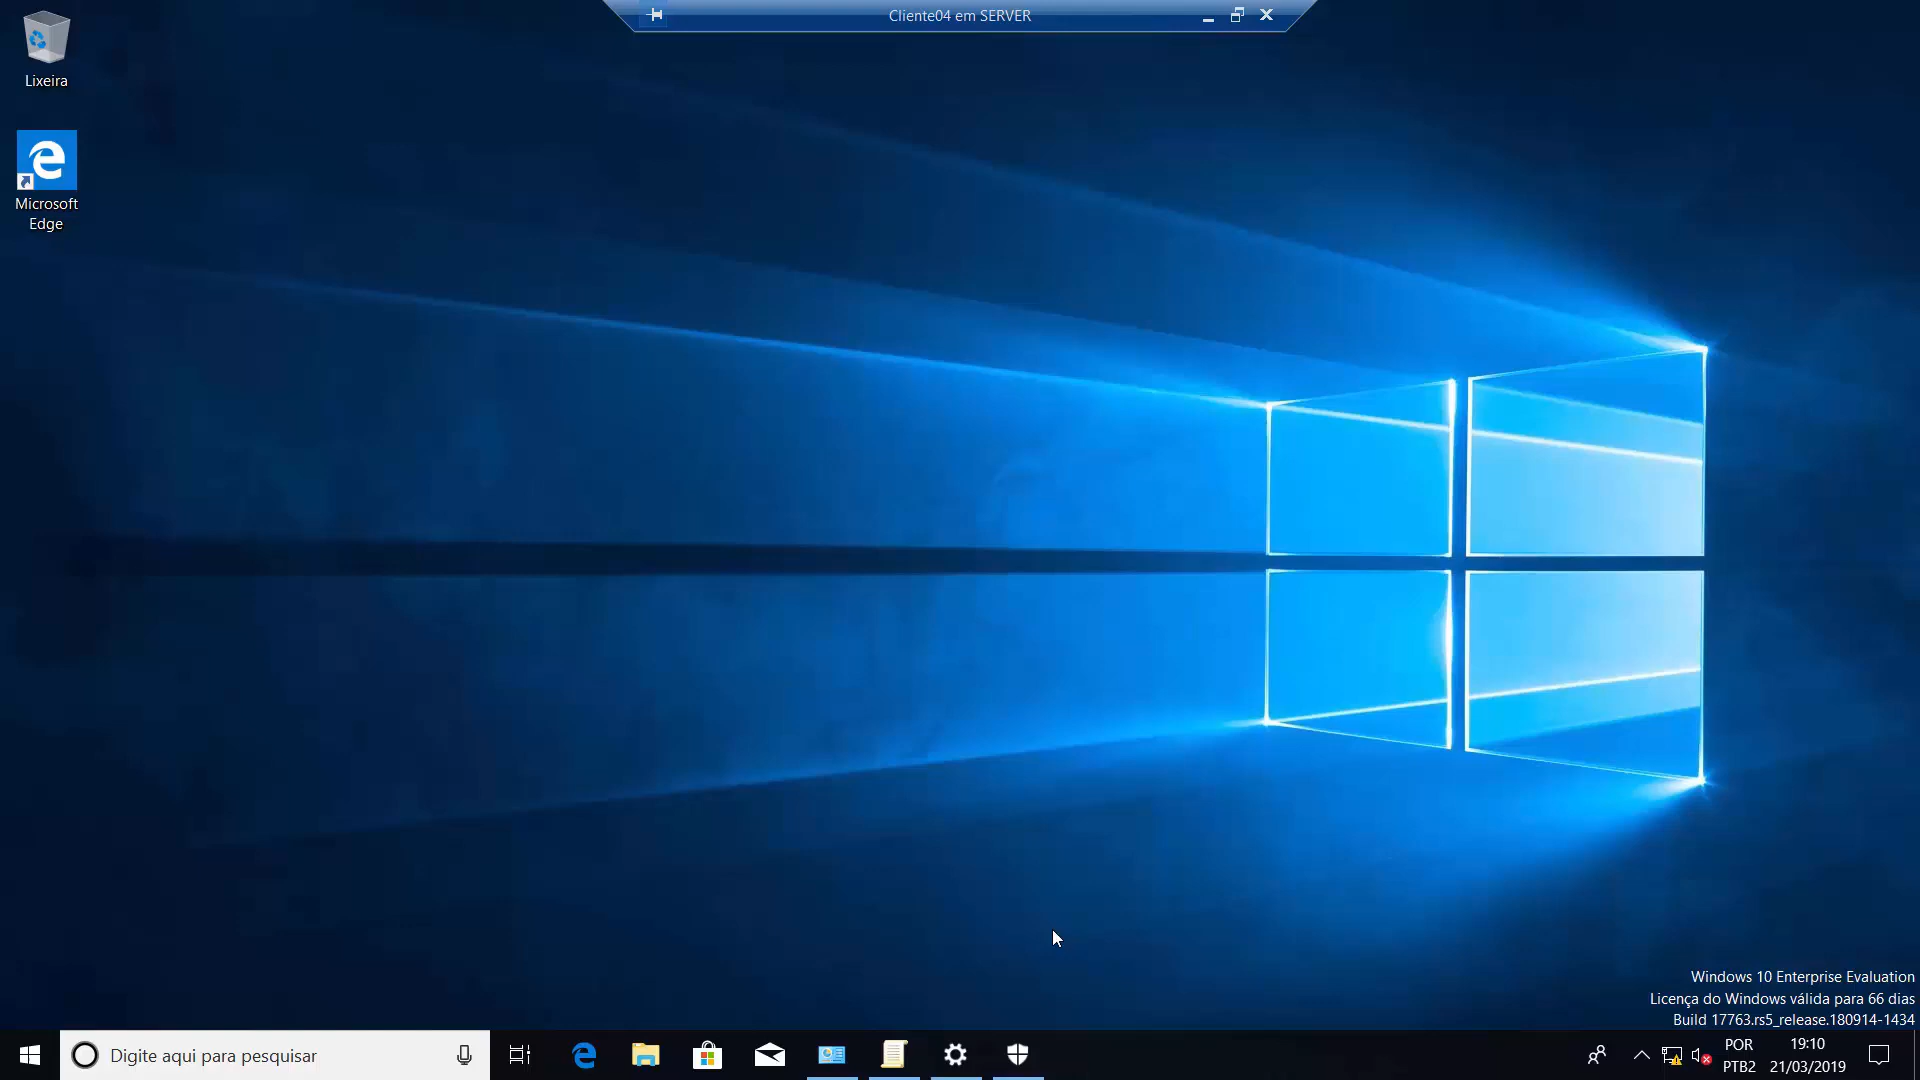 Cliente04 em SERVER
Lixeira
Microsoft
Edge
Windows 10 Enterprise Evaluation
Licença do Windows válida para 66 dias
Build 17763.rs5_release.180914-1434
Digite aqui para pesquisar
POR
PTB2
19:10
21/03/2019